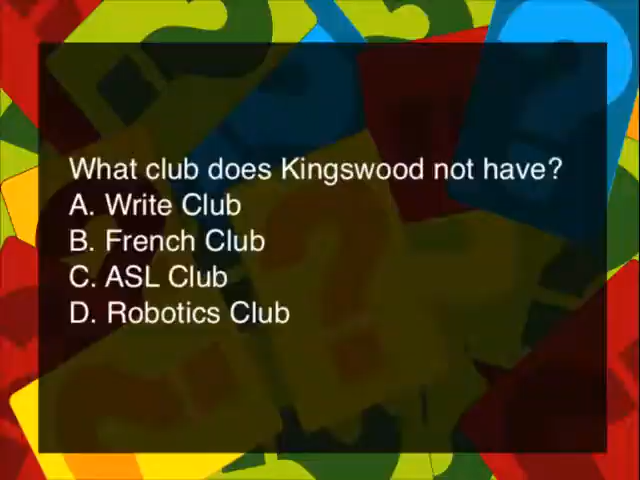 What club does Kingswood not have?
A. Write Club
B. French Club
C. ASL Club
D. Robotics Club